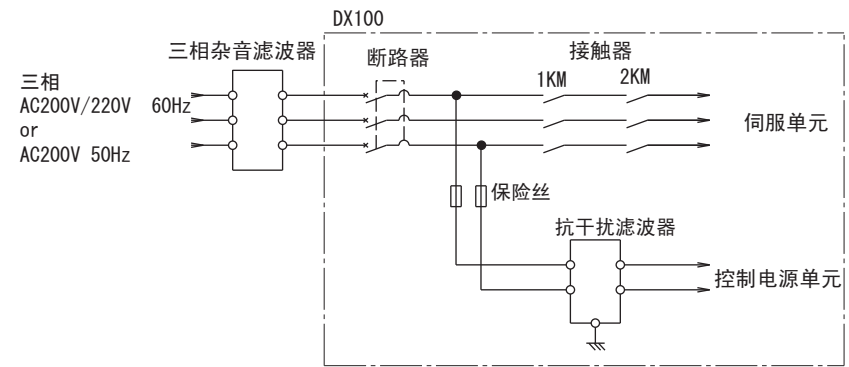 DX100
三相杂音滤波器
断路器
接触器
1KM
2KM
三相
AC200V/220V 60Hz
or
AC200V 50Hz
伺服单元
保险丝
抗干扰滤波器
控制电源单元